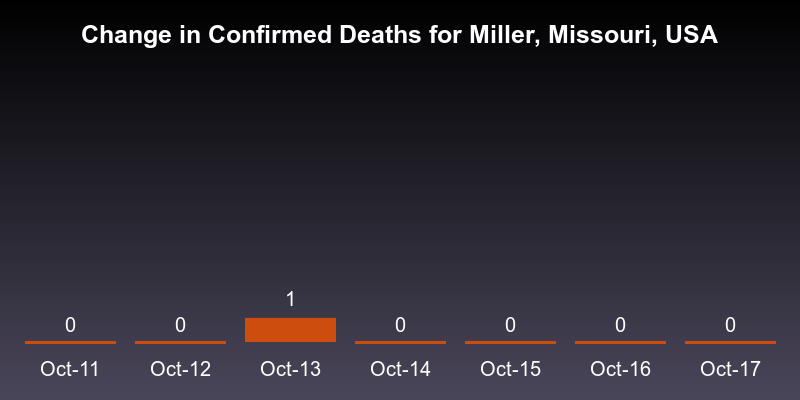 Change in Confirmed Deaths for Miller, Missouri, USA
1
0 0 0 0 0 0
Oct-11 Oct-12 Oct-13 Oct-14 Oct-15 Oct-16 Oct-17